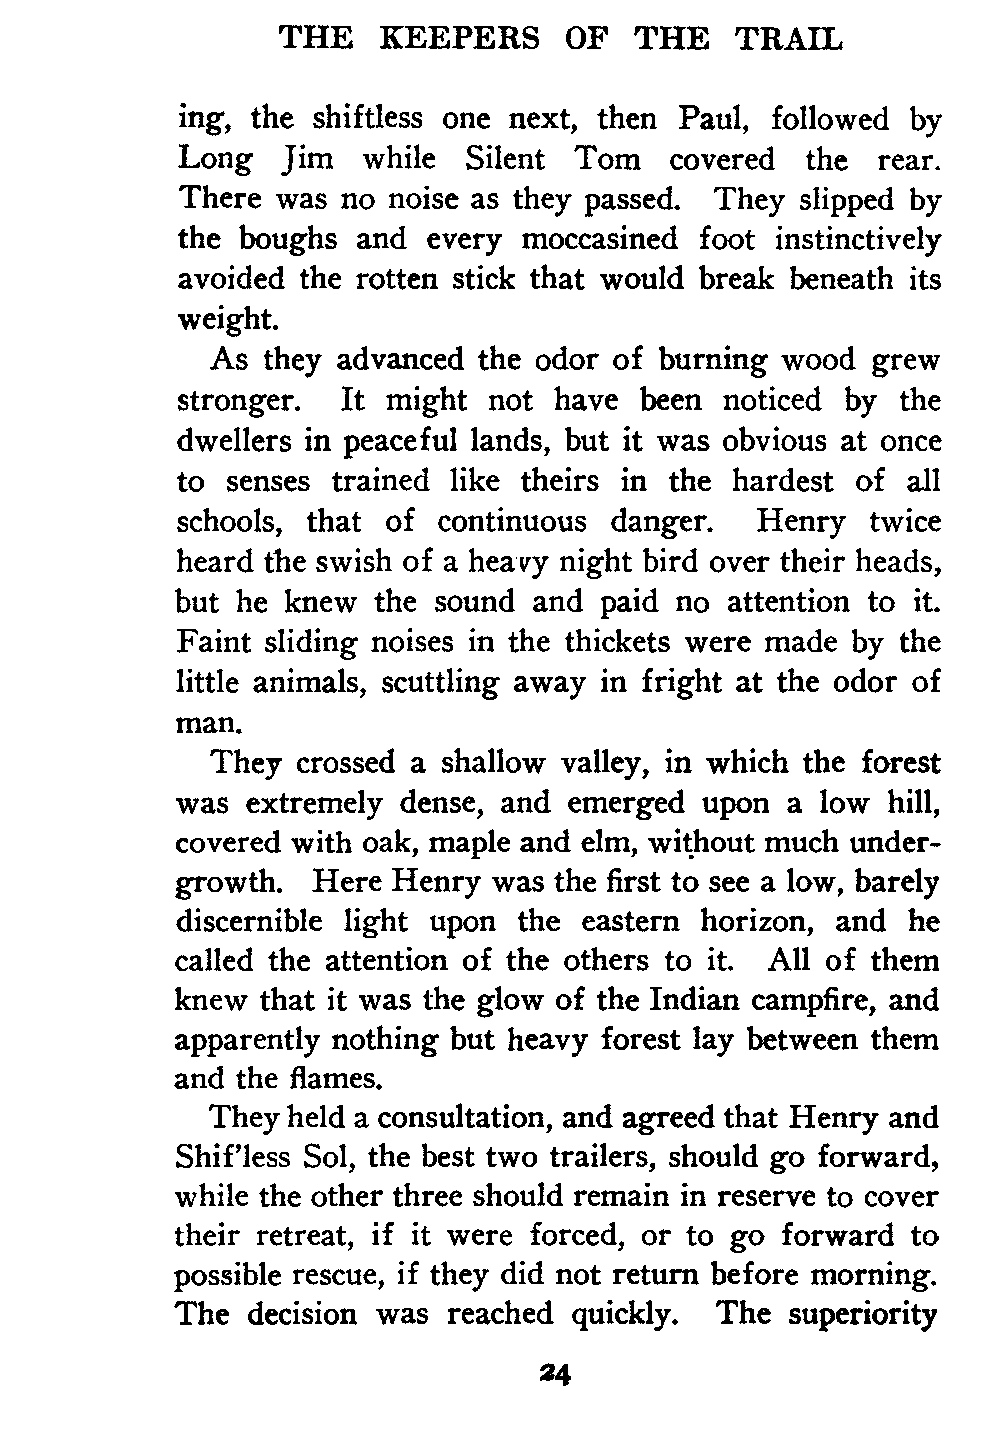 THE KEEPERS OF THE TRAIL
ing, the shiftless one next, then Paul, followed by
Long Jim while Silent Tom covered the rear.
There was no noise as they passed. They slipped by
the boughs and every moccasined foot instinctively
avoided the rotten stick that would break beneath its
weight.
As they advanced the odor of burning wood grew
stronger. It might not have been noticed by the
dwellers in peaceful lands, but it was obvious at once
to senses trained like theirs in the hardest of all
schools, that of continuous danger. Henry twice
heard the swish of a heavy night bird over their heads,
but he knew the sound and paid no attention to it.
Faint sliding noises in the thickets were made by the
little animals, scuttling away in fright at the odor of
man.
They crossed a shallow valley, in which the forest
was extremely dense, and emerged upon a low hill,
covered with oak, maple and elm, without much under-
growth. Here Henry was the first to see a low, barely
discernible light upon the eastern horizon, and he
called the attention of the others to it. All of them
knew that it was the glow of the Indian campfire, and
apparently nothing but heavy forest lay between them
and the flames.
They held a consultation, and agreed that Henry and
Shif'less Sol, the best two trailers, should go forward,
while the other three should remain in reserve to cover
their retreat, if it were forced, or to go forward to
possible rescue, if they did not return before morning.
The decision was reached quickly. The superiority
24